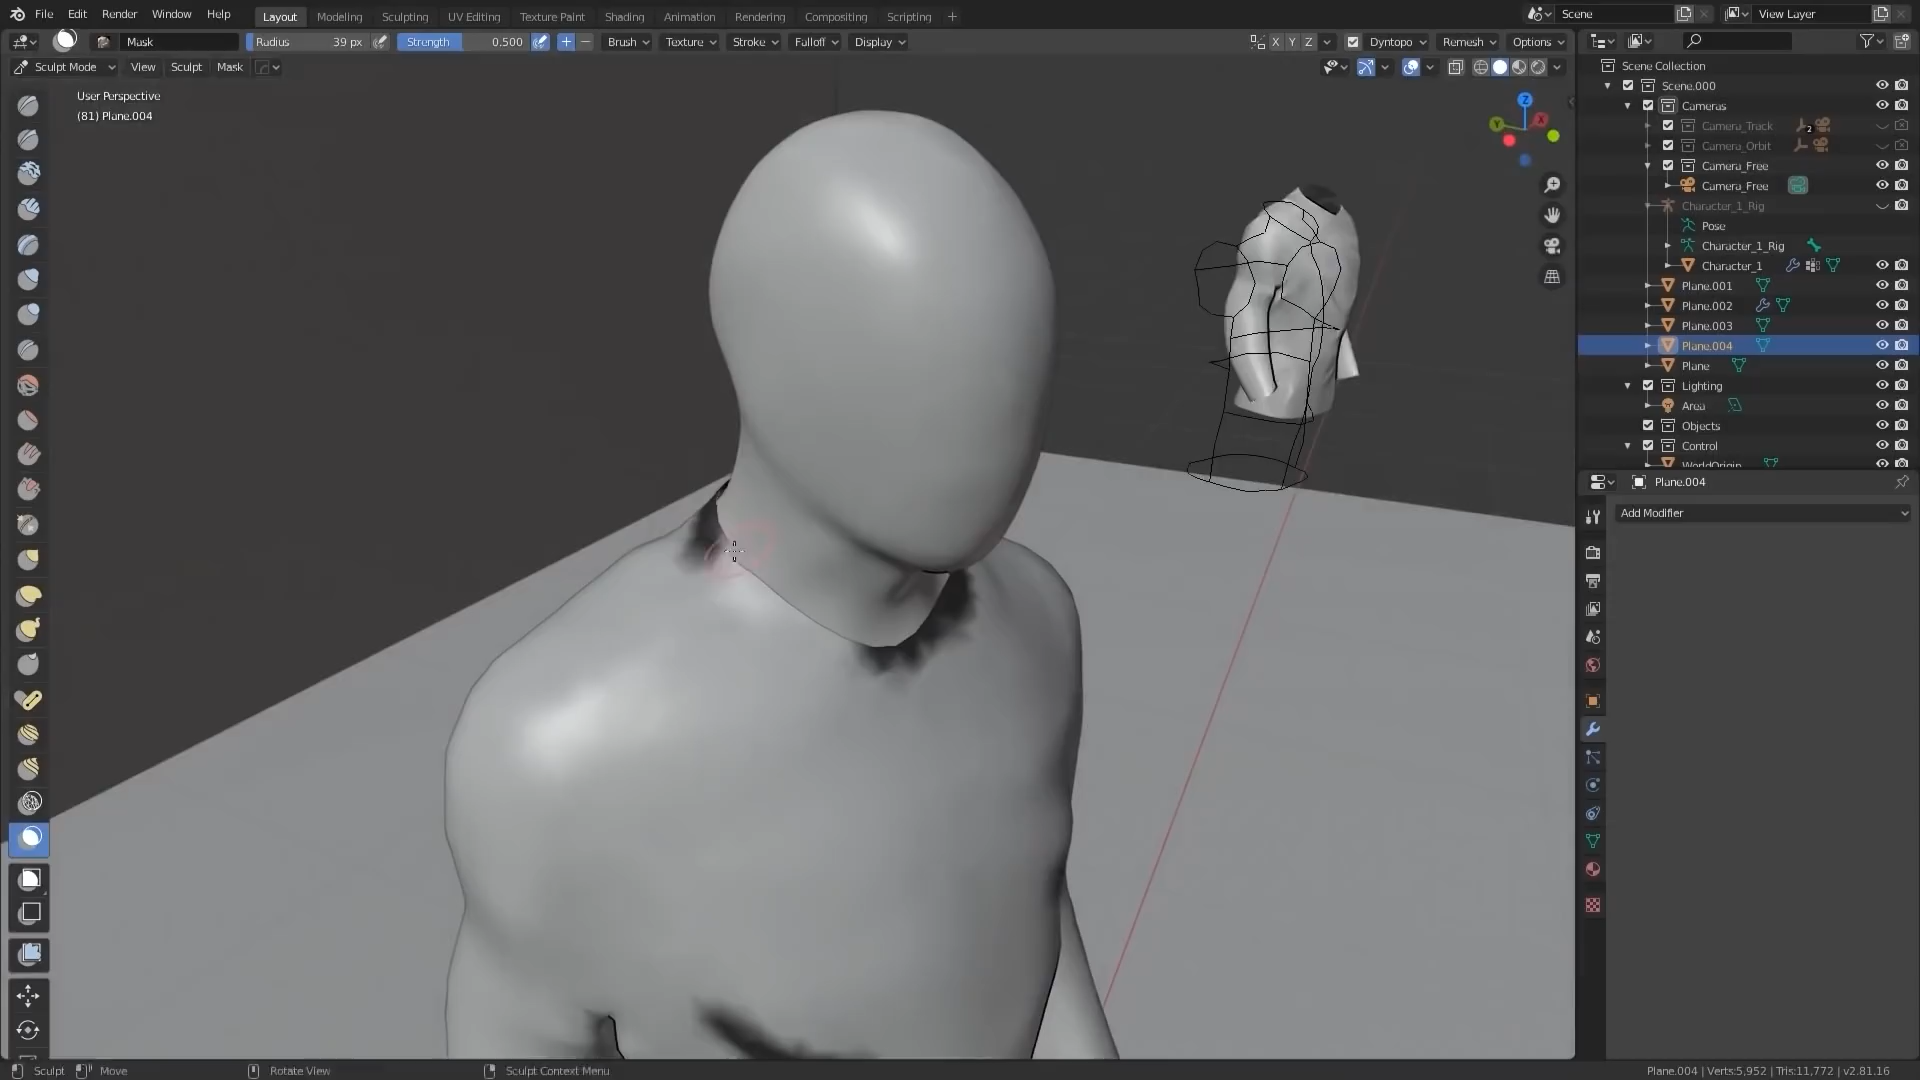 File Edit Render Window Help Layout Modeling Sculpting UV Editing Texture Paint Shading Animation Rendering Compositing Scripting + Scene View Layer
Mask Radius 39 px Strength 0.500 + − Brush Texture Stroke Falloff Display X Y Z Dyntopo Remesh Options
Sculpt Mode View Sculpt Mask
User Perspective
(81) Plane.004
Z
Y
X
Scene Collection
Scene.000
Cameras
Camera_Track 2
Camera_Orbit
Camera_Free
Camera_Free
Character_1_Rig
Pose
Character_1_Rig
Character_1
Plane.001
Plane.002
Plane.003
Plane.004
Plane
Lighting
Area
Objects
Control
WorldOrigin
Plane.004
Add Modifier
Sculpt Move Rotate View Sculpt Context Menu Plane.004 | Verts:5,952 | Tris:11,772 | v2.81.16